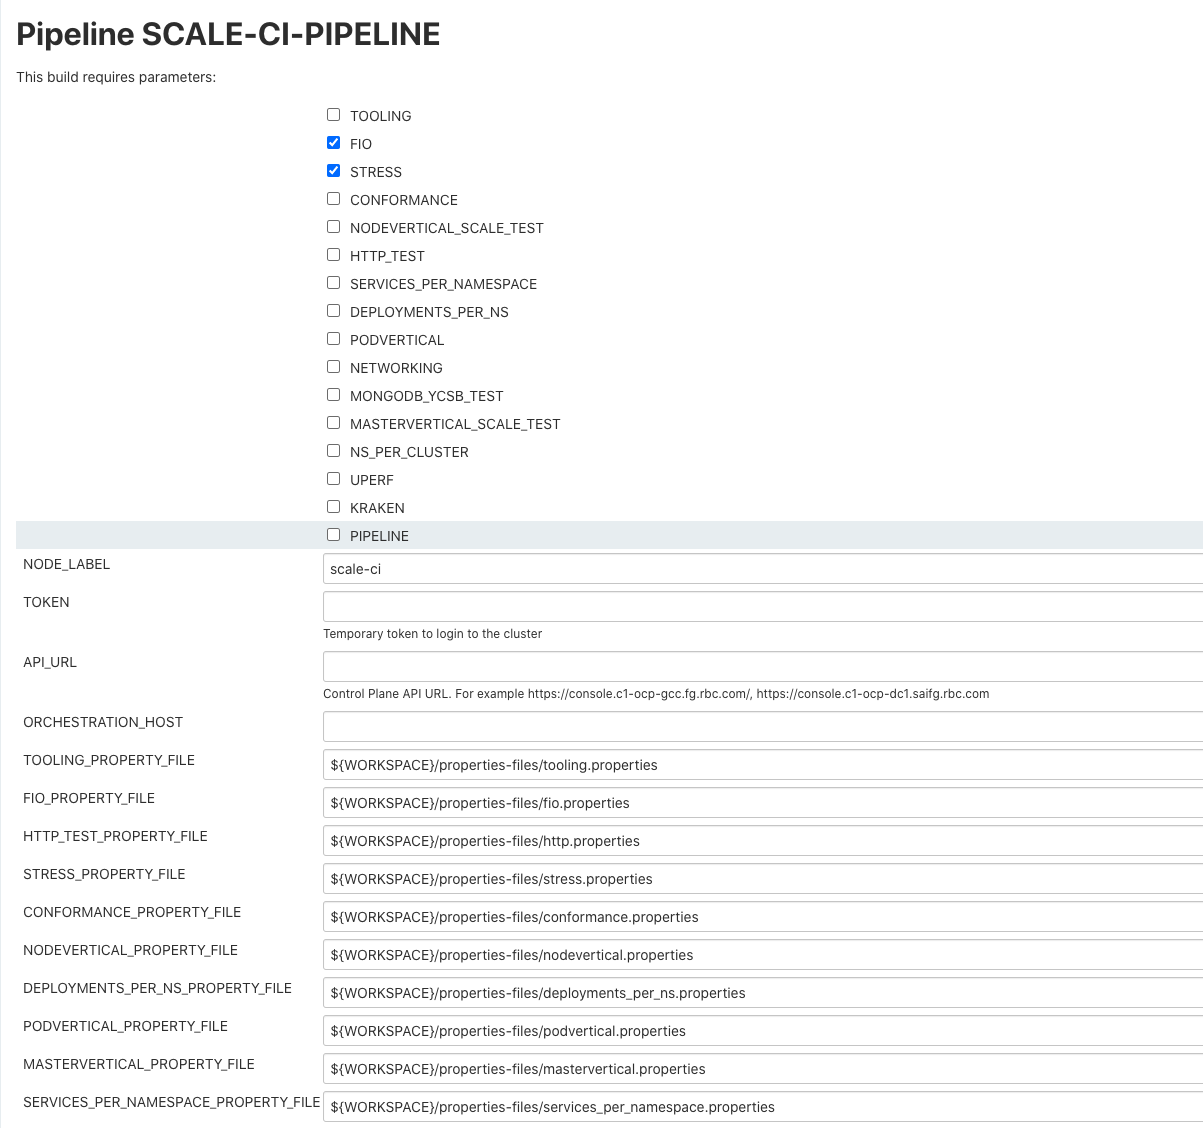 Pipeline SCALE-CI-PIPELINE
This build requires parameters:
TOOLING
FIO
STRESS
CONFORMANCE
NODEVERTICAL_SCALE_TEST
HTTP_TEST
SERVICES_PER_NAMESPACE
DEPLOYMENTS_PER_NS
PODVERTICAL
NETWORKING
MONGODB_YCSB_TEST
MASTERVERTICAL_SCALE_TEST
NS_PER_CLUSTER
UPERF
KRAKEN
PIPELINE
NODE_LABEL scale-ci
TOKEN
Temporary token to login to the cluster
API_URL
Control Plane API URL. For example https://console.c1-ocp-gcc.fg.rbc.com/, https://console.c1-ocp-dc1.saifg.rbc.com
ORCHESTRATION_HOST
TOOLING_PROPERTY_FILE ${WORKSPACE}/properties-files/tooling.properties
FIO_PROPERTY_FILE ${WORKSPACE}/properties-files/fio.properties
HTTP_TEST_PROPERTY_FILE ${WORKSPACE}/properties-files/http.properties
STRESS_PROPERTY_FILE ${WORKSPACE}/properties-files/stress.properties
CONFORMANCE_PROPERTY_FILE ${WORKSPACE}/properties-files/conformance.properties
NODEVERTICAL_PROPERTY_FILE ${WORKSPACE}/properties-files/nodevertical.properties
DEPLOYMENTS_PER_NS_PROPERTY_FILE ${WORKSPACE}/properties-files/deployments_per_ns.properties
PODVERTICAL_PROPERTY_FILE ${WORKSPACE}/properties-files/podvertical.properties
MASTERVERTICAL_PROPERTY_FILE ${WORKSPACE}/properties-files/mastervertical.properties
SERVICES_PER_NAMESPACE_PROPERTY_FILE ${WORKSPACE}/properties-files/services_per_namespace.properties